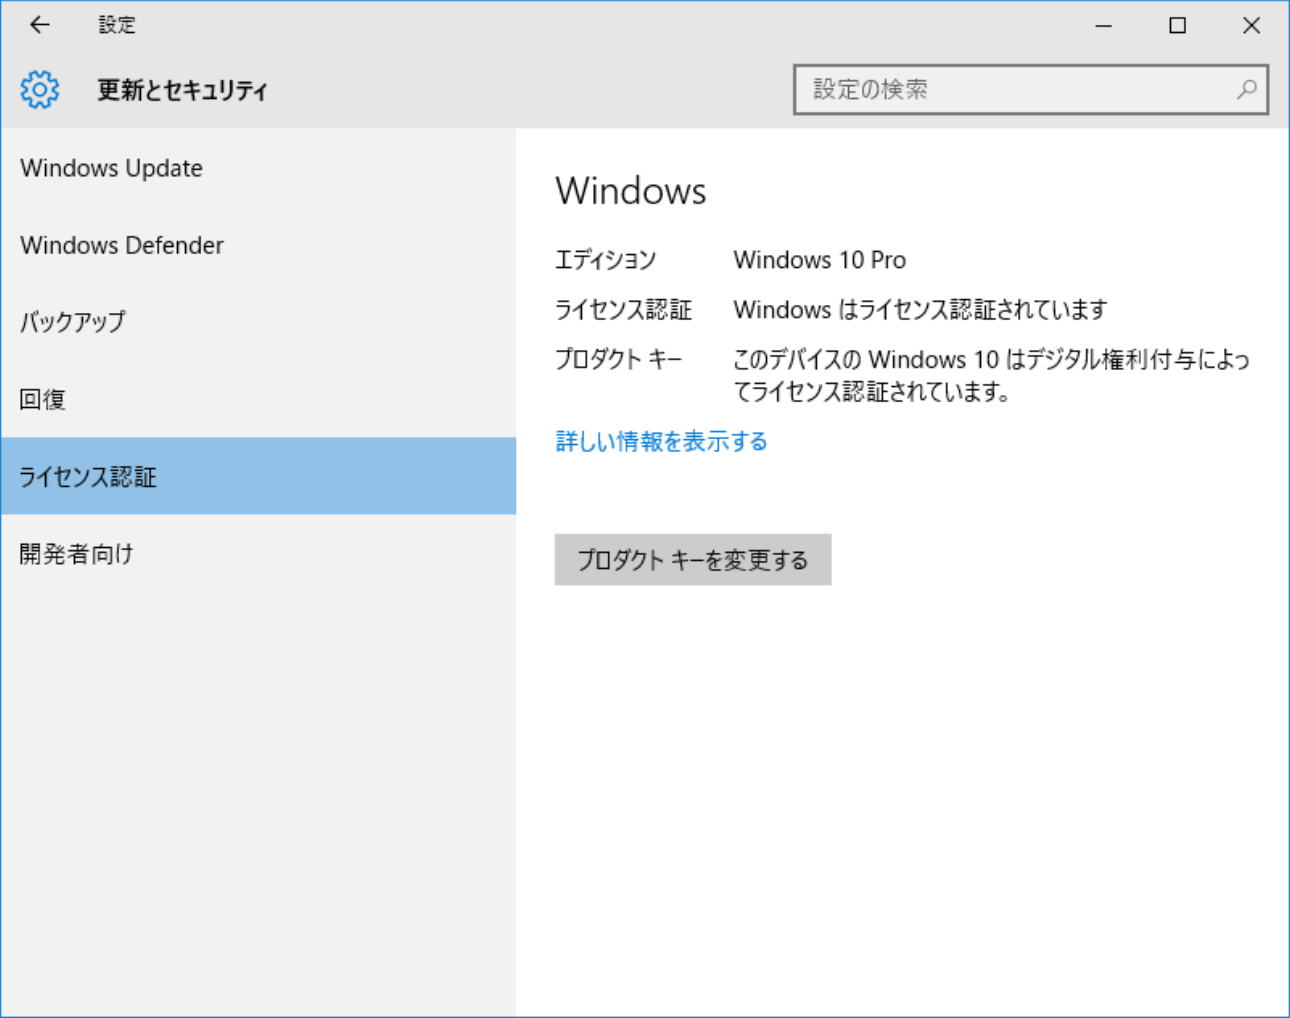 設定
更新とセキュリティ
設定の検索
Windows Update
Windows Defender
バックアップ
回復
ライセンス認証
開発者向け
Windows
エディション Windows 10 Pro
ライセンス認証 Windows はライセンス認証されています
プロダクト キー このデバイスの Windows 10 はデジタル権利付与によっ
てライセンス認証されています。
詳しい情報を表示する
プロダクト キーを変更する